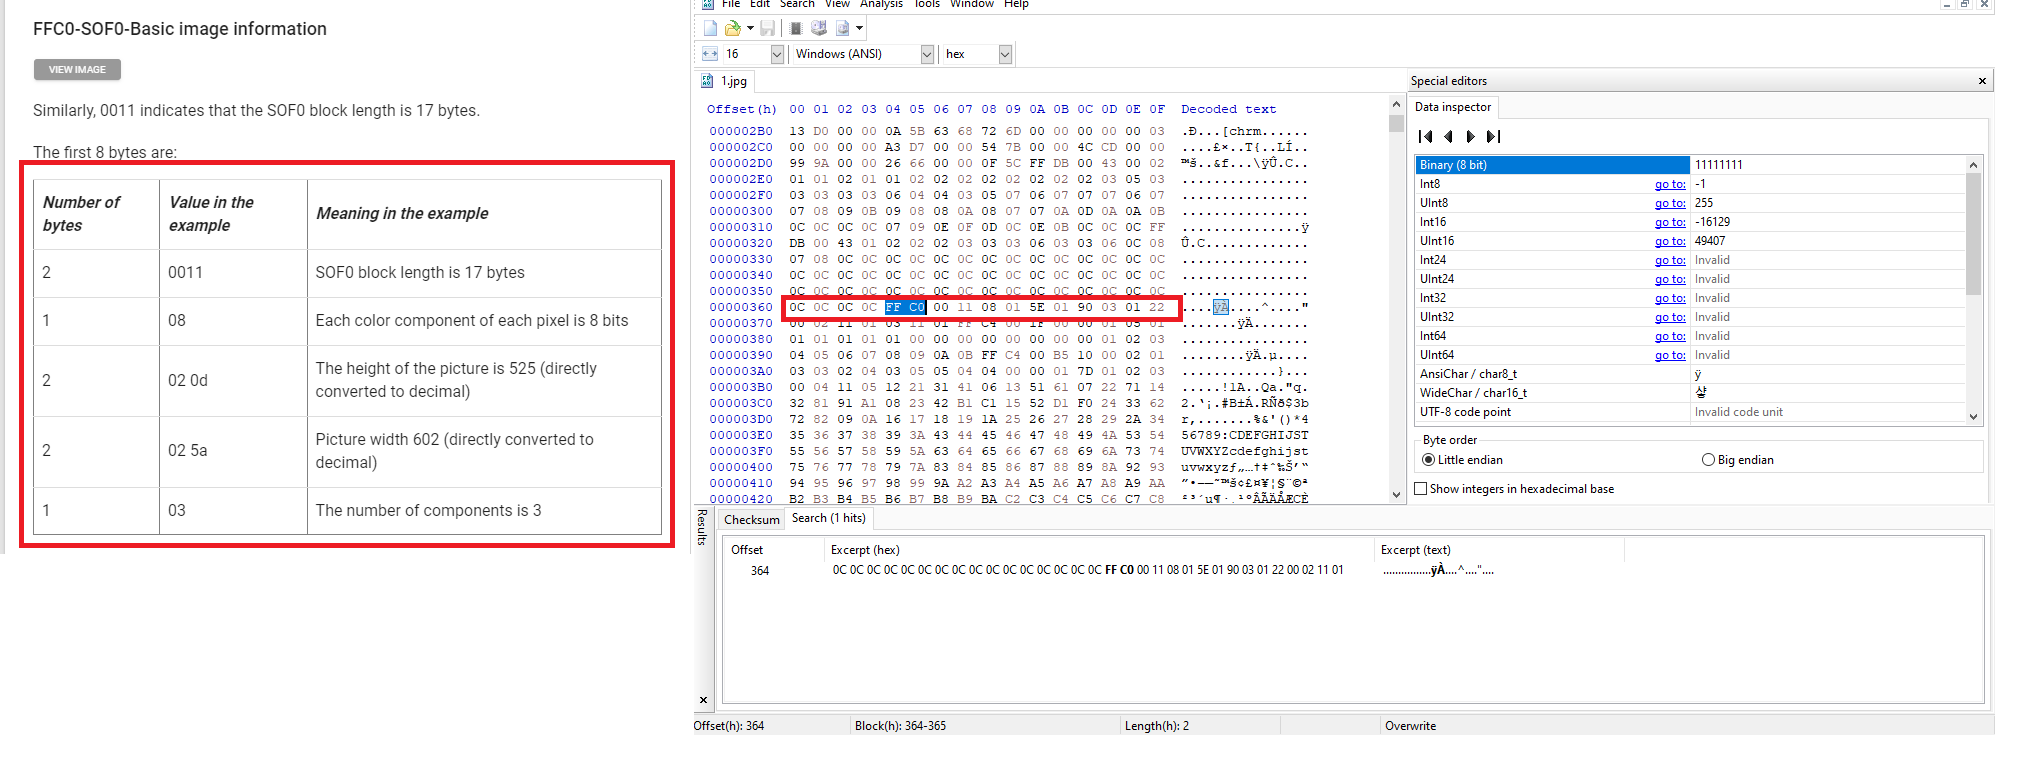 FFC0-SOF0-Basic image information
VIEW IMAGE
Similarly, 0011 indicates that the SOF0 block length is 17 bytes.
The first 8 bytes are:
Number of bytes Value in the example Meaning in the example
2 0011 SOF0 block length is 17 bytes
1 08 Each color component of each pixel is 8 bits
2 02 0d The height of the picture is 525 (directly converted to decimal)
2 02 5a Picture width 602 (directly converted to decimal)
1 03 The number of components is 3
File Edit Search View Analysis Tools Window Help
16 Windows (ANSI) hex
1.jpg
Offset(h) 00 01 02 03 04 05 06 07 08 09 0A 0B 0C 0D 0E 0F Decoded text
000002B0 13 D0 00 00 0A 5B 63 68 72 6D 00 00 00 00 00 03 .Ð...[chrm......
000002C0 00 00 A3 D7 00 00 54 7B 00 00 4C CD 00 00 ....£×..T{..LÍ..
000002D0 99 9A 00 00 26 66 00 00 0F 5C FF DB 00 43 00 02 ™š..&f...\ÿÛ.C..
000002E0 01 01 02 01 01 02 02 02 02 02 02 02 02 03 05 03 ................
000002F0 03 03 03 03 06 04 04 03 05 07 06 07 07 07 06 07 ................
00000300 07 08 09 0B 09 08 08 0A 08 07 07 0A 0D 0A 0A 0B ................
00000310 0C 0C 0C 0C 07 09 0E 0F 0D 0C 0E 0B 0C 0C 0C FF ...............ÿ
00000320 DB 00 43 01 02 02 02 03 03 03 06 03 03 06 0C 08 Û.C.............
00000330 07 08 0C 0C 0C 0C 0C 0C 0C 0C 0C 0C 0C 0C 0C 0C ................
00000340 0C 0C 0C 0C 0C 0C 0C 0C 0C 0C 0C 0C 0C 0C 0C 0C ................
00000350 0C 0C 0C 0C 0C 0C 0C 0C 0C 0C 0C 0C 0C 0C 0C 0C ................
00000360 0C 0C 0C 0C FF C0 00 11 08 01 5E 01 90 03 01 22 ....ÿÀ....^...."
00000370 00 02 11 01 03 11 01 FF C4 00 1F 00 00 01 05 01 .......ÿÄ.......
00000380 01 01 01 01 01 00 00 00 00 00 00 00 00 01 02 03 ................
00000390 04 05 06 07 08 09 0A 0B FF C4 00 B5 10 00 02 01 ........ÿÄ.µ....
000003A0 03 03 02 04 03 05 05 04 04 00 00 01 7D 01 02 03 ............}...
000003B0 00 04 11 05 12 21 31 41 06 13 51 61 07 22 71 14 .....!1A..Qa."q.
000003C0 32 81 91 A1 08 23 42 B1 C1 15 52 D1 F0 24 33 62 2.‘¡.#B±Á.RÑð$3b
000003D0 72 82 09 0A 16 17 18 19 1A 25 26 27 28 29 2A 34 r‚.......%&'()*4
000003E0 35 36 37 38 39 3A 43 44 45 46 47 48 49 4A 53 54 56789:CDEFGHIJST
000003F0 55 56 57 58 59 5A 63 64 65 66 67 68 69 6A 73 74 UVWXYZcdefghijst
00000400 75 76 77 78 79 7A 83 84 85 86 87 88 89 8A 92 93 uvwxyzƒ„…†‡ˆ‰Š’“
00000410 94 95 96 97 98 99 9A A2 A3 A4 A5 A6 A7 A8 A9 AA ”•–—˜™š¢£¤¥¦§¨©ª
00000420 B2 B3 B4 B5 B6 B7 B8 B9 BA C2 C3 C4 C5 C6 C7 C8 ²³´µ¶·¸¹ºÂÃÄÅÆÇÈ
Special editors
Data inspector
Binary (8 bit) 11111111
Int8 go to: -1
UInt8 go to: 255
Int16 go to: -16129
UInt16 go to: 49407
Int24 go to: Invalid
UInt24 go to: Invalid
Int32 go to: Invalid
UInt32 go to: Invalid
Int64 go to: Invalid
UInt64 go to: Invalid
AnsiChar / char8_t ÿ
WideChar / char16_t 샿
UTF-8 code point Invalid code unit
Byte order
Little endian Big endian
Show integers in hexadecimal base
Results
Checksum Search (1 hits)
Offset Excerpt (hex) Excerpt (text)
364 0C 0C 0C 0C 0C 0C 0C 0C 0C 0C 0C 0C 0C 0C 0C 0C FF C0 00 11 08 01 5E 01 90 03 01 22 00 02 11 01 ................ÿÀ....^...."....
Offset(h): 364 Block(h): 364-365 Length(h): 2 Overwrite